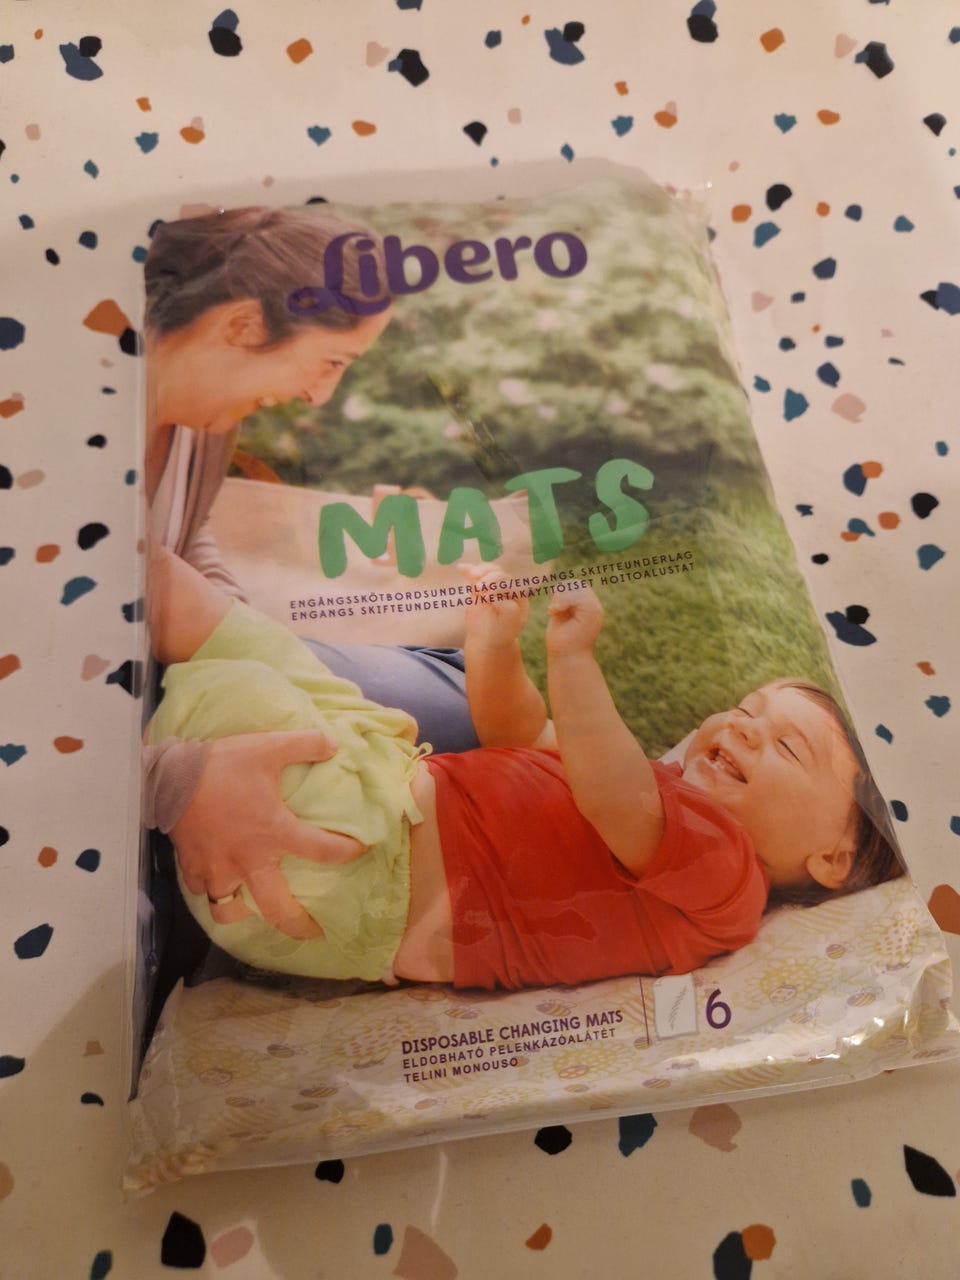 Libero
MATS
ENGÅNGSSKÖTBORDSUNDERLÄGG/ENGANGS SKIFTEUNDERLAG
ENGANGS SKIFTEUNDERLAG/KERTAKÄYTTÖISET HOITOALUSTAT
DISPOSABLE CHANGING MATS
ELDOBHATÓ PELENKÁZÓALÁTÉT
TELINI MONOUSO
6